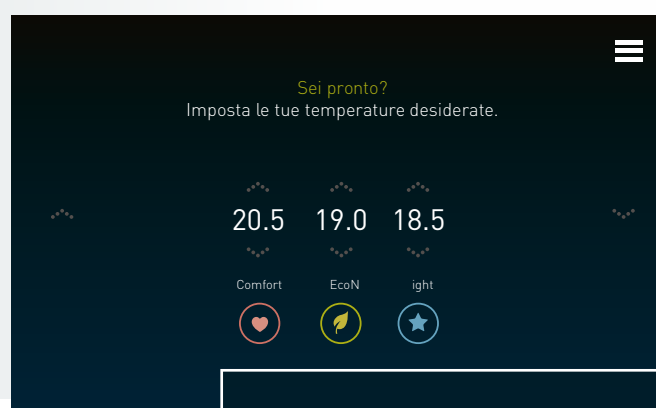 Sei pronto?
Imposta le tue temperature desiderate.
20.5 19.0 18.5
Comfort EcoN ight